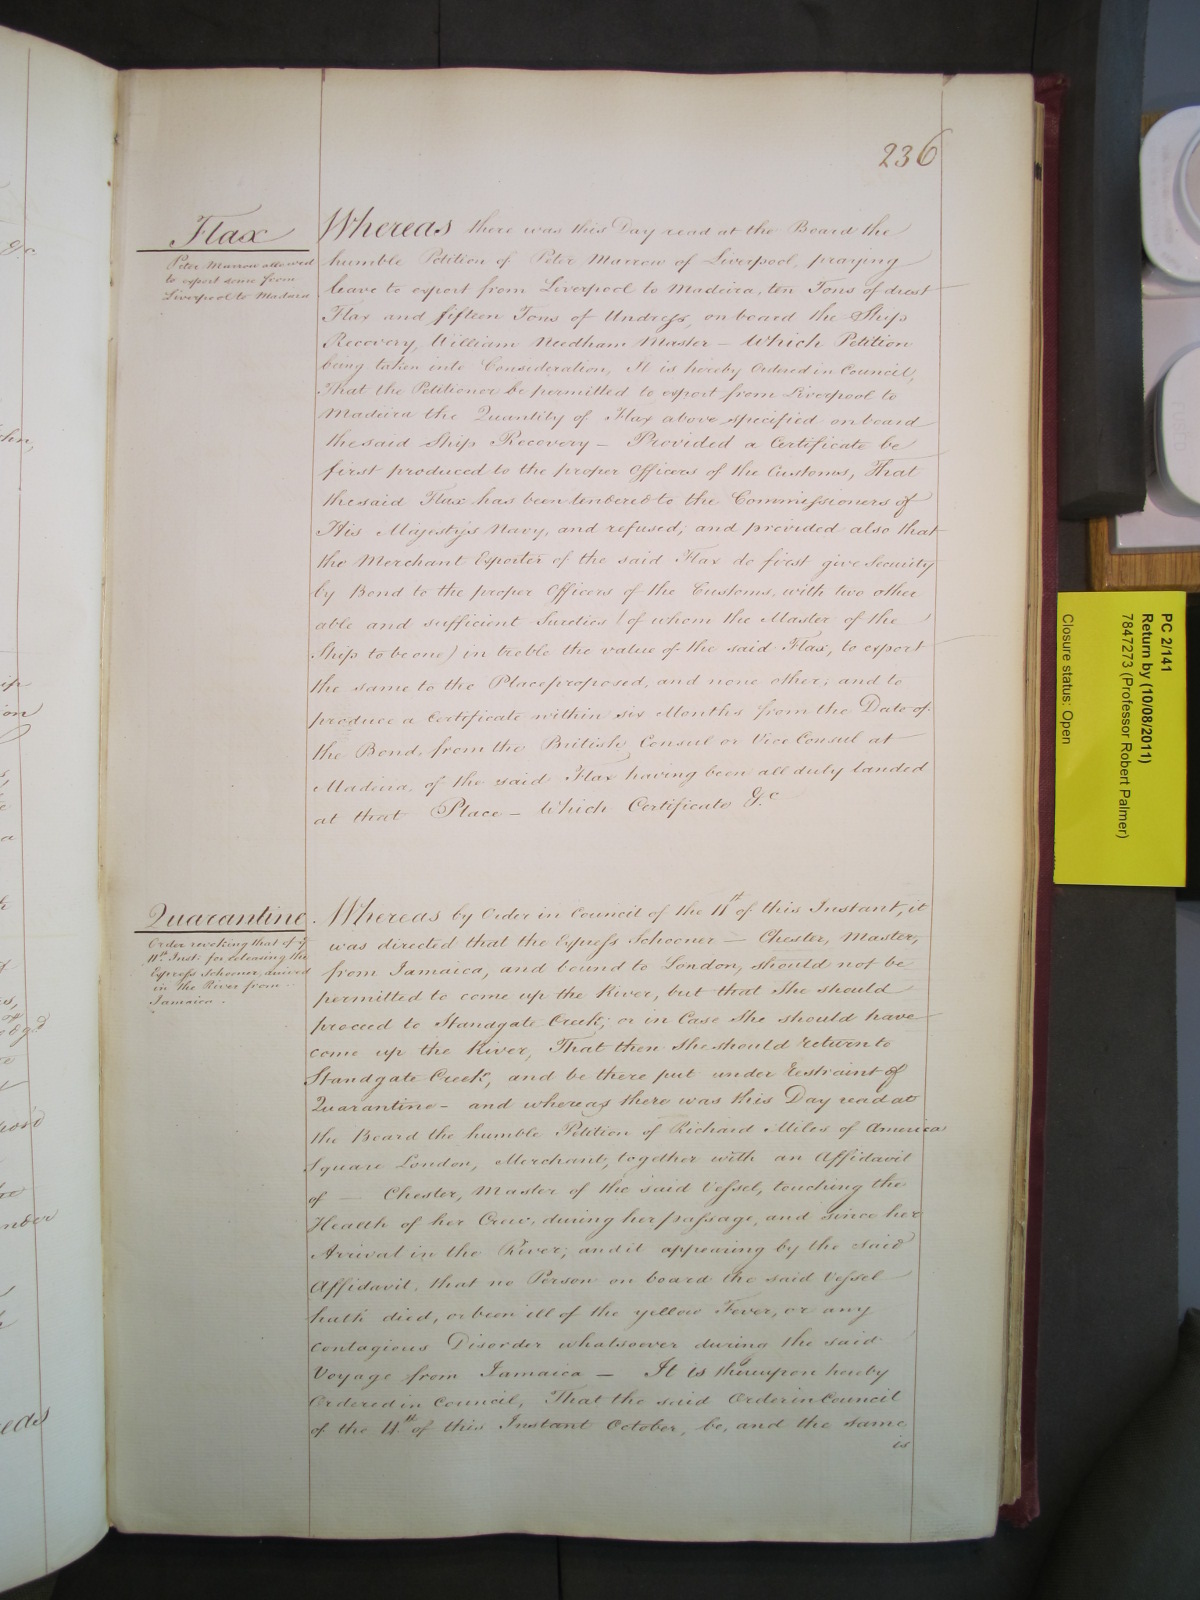 236
Flax
Peter Marrow allowed
to export some from
Liverpool to Madeira
Whereas there was this Day read at the Board the
humble Petition of Peter Marrow of Liverpool, praying
leave to export from Liverpool to Madeira, ten Tons of drest
Flax and fifteen Tons of Undress, on board the Ship
Recovery, William Needham Master – Which Petition
being taken into Consideration, It is hereby Ordered in Council,
That the Petitioner be permitted to export from Liverpool to
Madeira the Quantity of Flax above specified on board
the said Ship Recovery – Provided a Certificate be
first produced to the proper Officers of the Customs, That
the said Flax has been tendered to the Commissioners of
His Majesty's Navy, and refused; and provided also that
the Merchant Exporter of the said Flax do first give Security
by Bond to the proper Officers of the Customs, with two other
able and sufficient Sureties (of whom the Master of the
Ship to be one) in treble the value of the said Flax, to export
the same to the Place proposed, and none other; and to
produce a Certificate within six Months from the Date of
the Bond, from the British Consul or Vice Consul at
Madeira, of the said Flax having been all duly landed
at that Place – Which Certificate &c
Quarantine
Order revoking that of ye
11th Inst: for releasing the
Express Schooner, arrived
in the River from
Jamaica.
Whereas by Order in Council of the 11th of this Instant, it
was directed that the Express Schooner – Chester, Master,
from Jamaica, and bound to London, should not be
permitted to come up the River, but that She should
proceed to Standgate Creek; or in Case She should have
come up the River, That then She should return to
Standgate Creek, and be there put under Restraint of
Quarantine – and whereas there was this Day read at
the Board the humble Petition of Richard Miles of America
Square London, Merchant, together with an Affidavit
of — Chester, Master of the said Vessel, touching the
Health of her Crew, during her passage, and since her
Arrival in the River; and it appearing by the said
Affidavit, that no Person on board the said Vessel
hath died, or been ill of the yellow Fever, or any
contagious Disorder whatsoever during the said
Voyage from Jamaica – It is thereupon hereby
Ordered in Council, That the said Order in Council
of the 11th of this Instant October, be, and the same
is
PC 2/141
Return by (10/08/2011)
7847273 (Professor Robert Palmer)
Closure status: Open